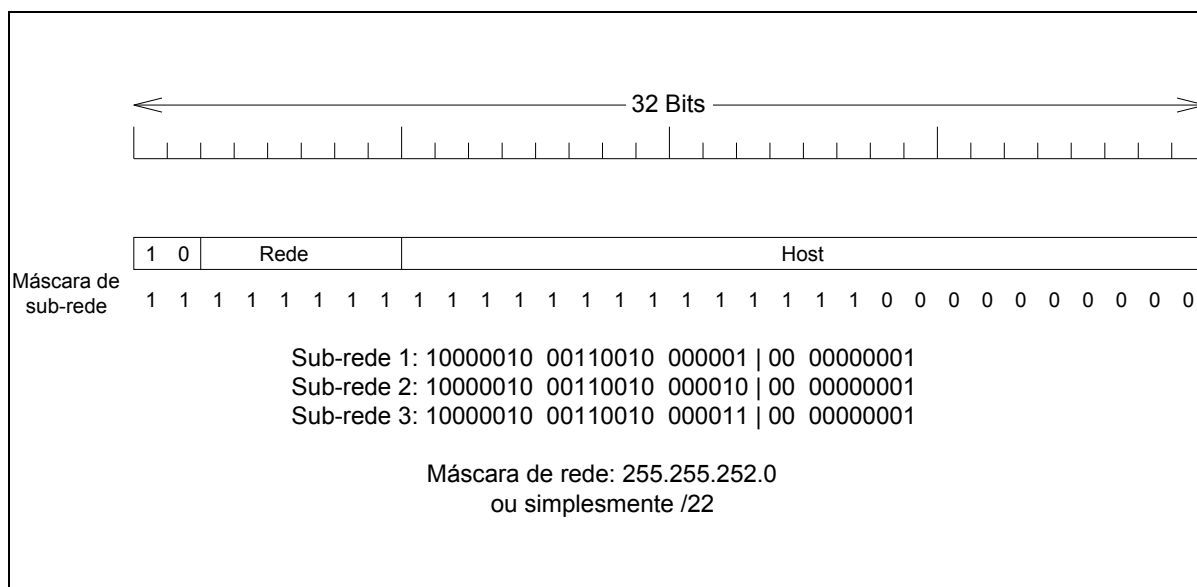 32 Bits
1 0 Rede Host
Máscara de
sub-rede
1 1 1 1 1 1 1 1 1 1 1 1 1 1 1 1 1 1 1 1 1 1 0 0 0 0 0 0 0 0 0 0
Sub-rede 1: 10000010 00110010 000001 | 00 00000001
Sub-rede 2: 10000010 00110010 000010 | 00 00000001
Sub-rede 3: 10000010 00110010 000011 | 00 00000001
Máscara de rede: 255.255.252.0
ou simplesmente /22